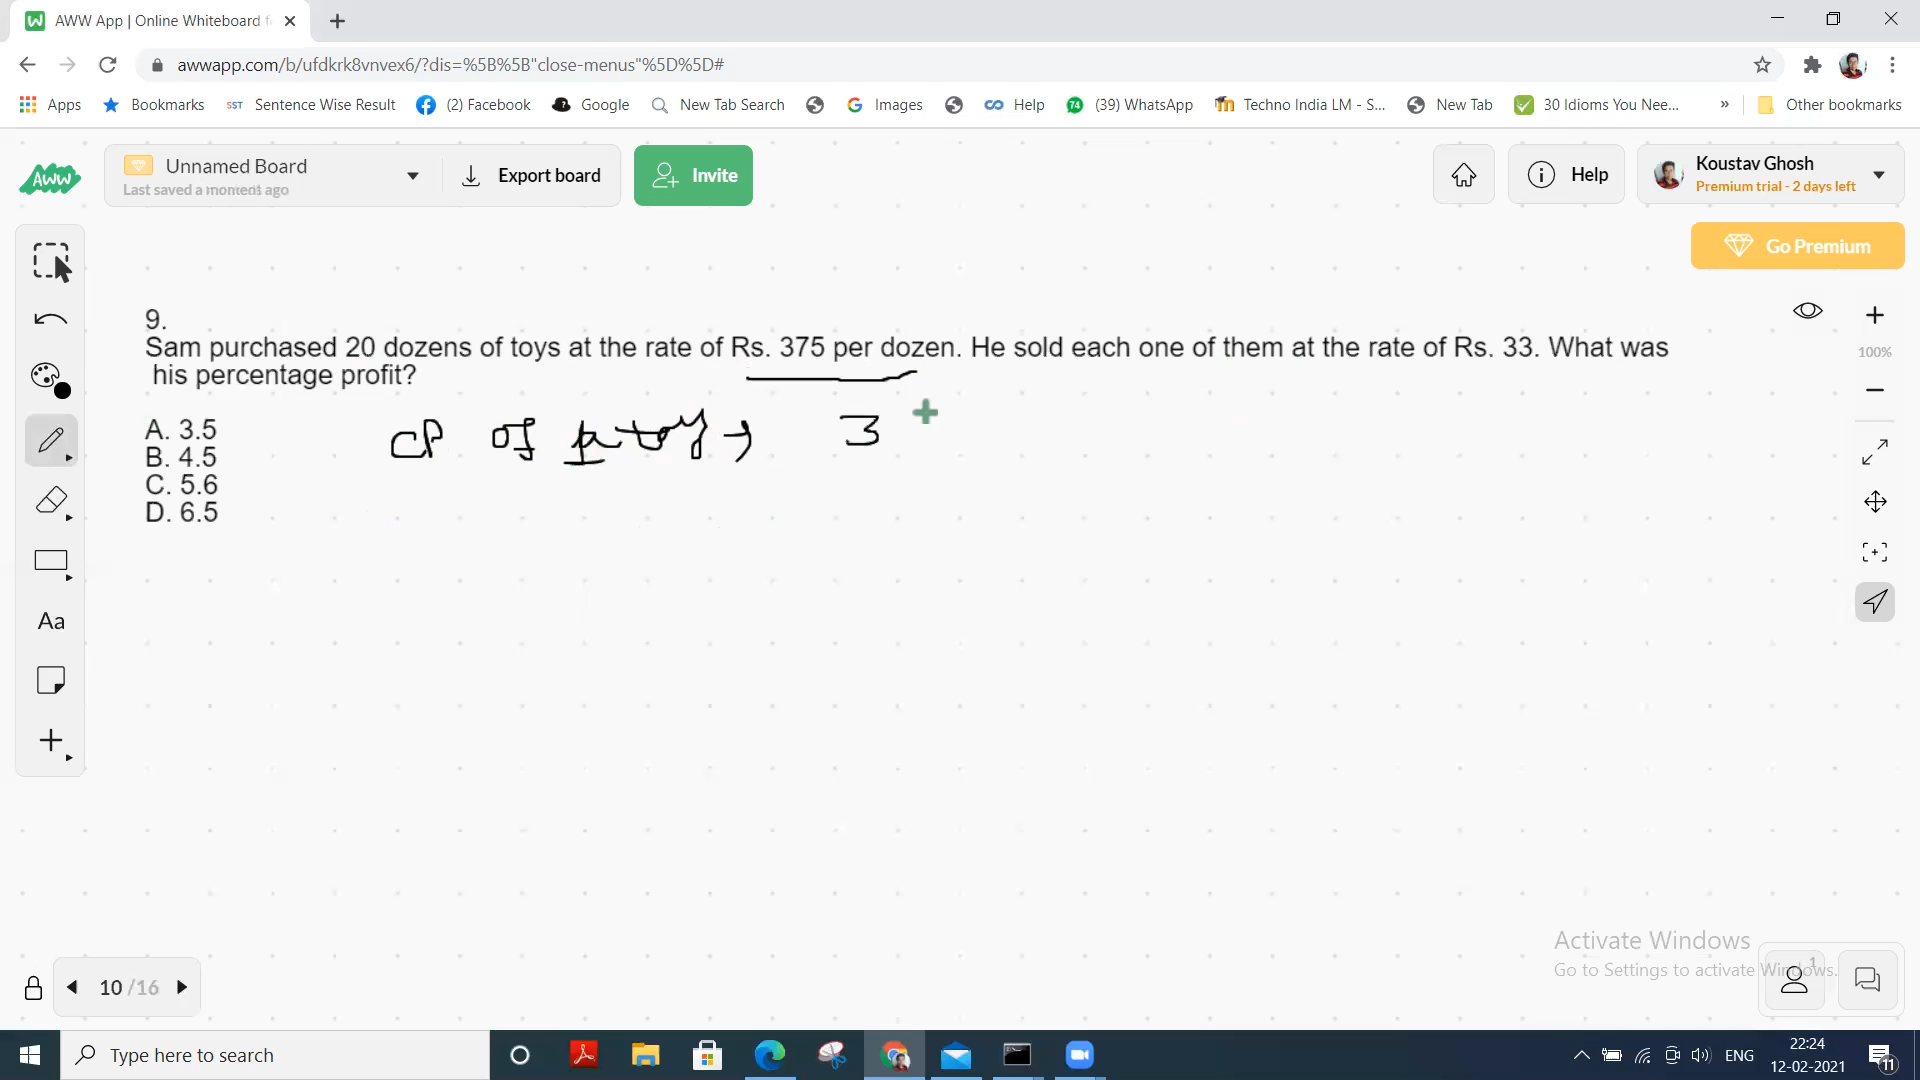 AWW App | Online Whiteboard f
awwapp.com/b/ufdkrk8vnvex6/?dis=%5B%5B"close-menus"%5D%5D#
Apps Bookmarks SST Sentence Wise Result (2) Facebook Google New Tab Search Images Help 74 (39) WhatsApp Techno India LM - S... New Tab 30 Idioms You Nee... » Other bookmarks
AWW Unnamed Board Export board Invite Help Koustav Ghosh
Last saved a moment ago Premium trial - 2 days left
Go Premium
9.
Sam purchased 20 dozens of toys at the rate of Rs. 375 per dozen. He sold each one of them at the rate of Rs. 33. What was
his percentage profit?
100%
A. 3.5
B. 4.5
C. 5.6
D. 6.5
CP of toy → 3
Aa
Activate Windows
Go to Settings to activate Windows.
1
10 /16
Type here to search
ENG
22:24
12-02-2021
11